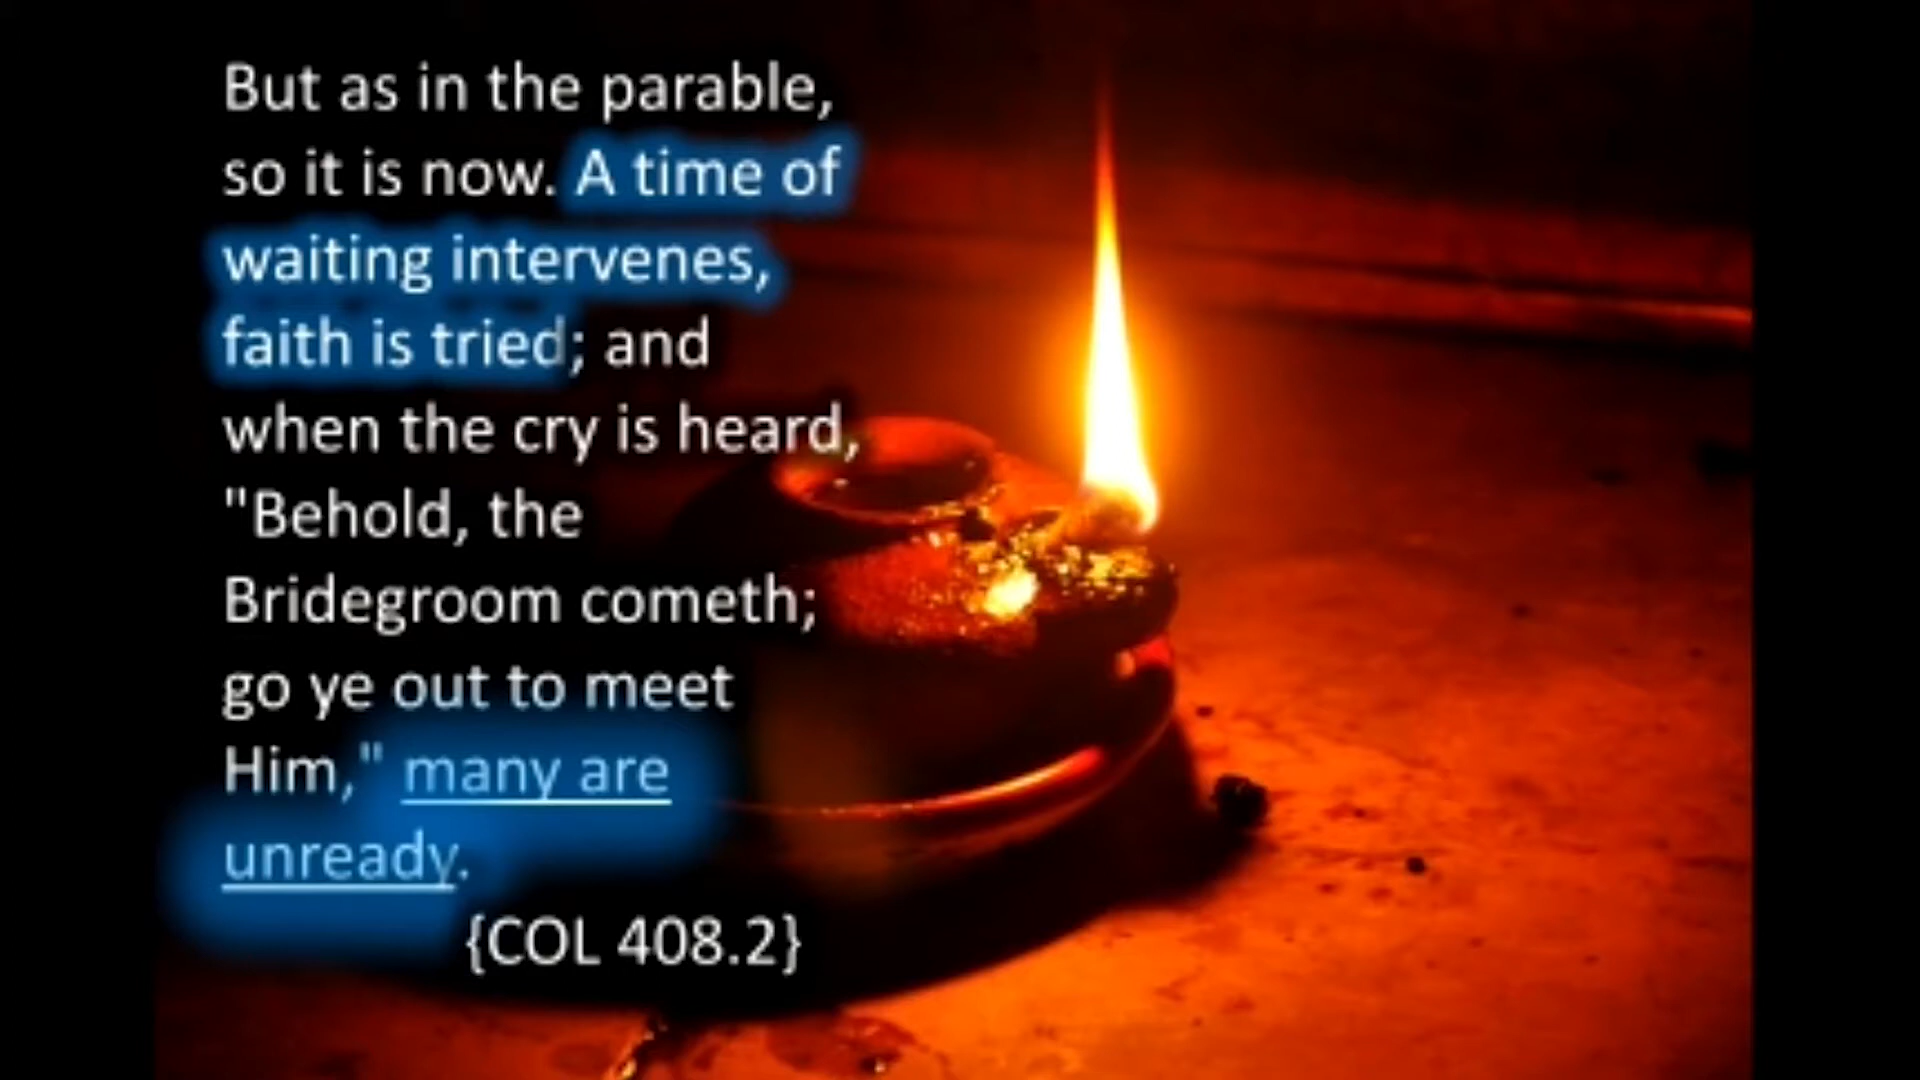 But as in the parable,
so it is now. A time of
waiting intervenes,
faith is tried; and
when the cry is heard,
"Behold, the
Bridegroom cometh;
go ye out to meet
Him," many are
unready.
{COL 408.2}